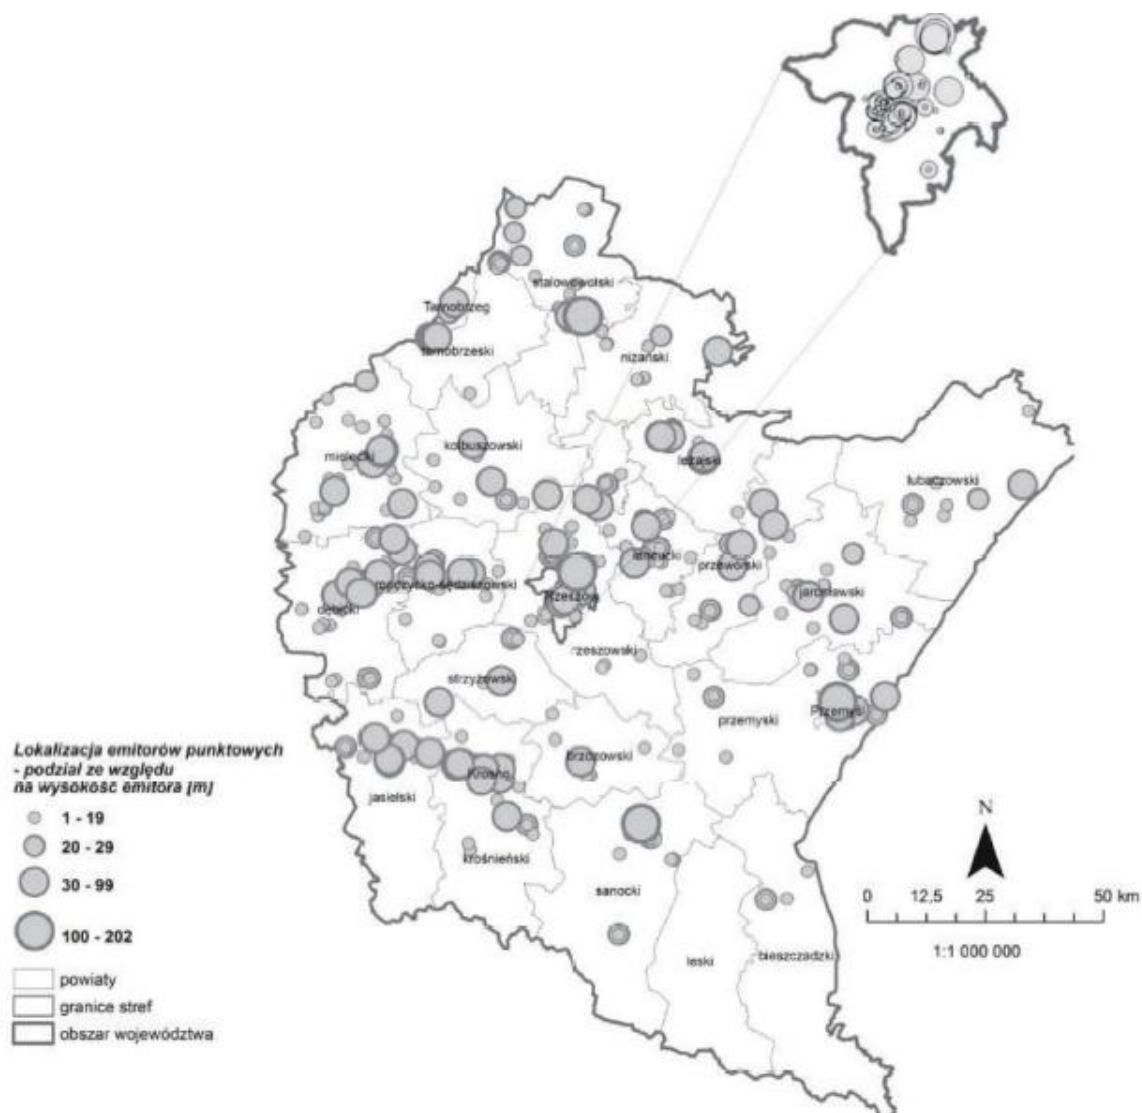 Tarnobrzeg
stalowowolski
tarnobrzeski
niżański
kolbuszowski
mielecki
leżajski
lubaczowski
łańcucki
przeworski
ropczycko-sędziszowski
Rzeszów
jarosławski
dębicki
rzeszowski
strzyżowski
przemyski
Przemyśl
Lokalizacja emitorów punktowych
- podział ze względu
na wysokość emitora [m]
brzozowski
Krosno
jasielski
1 - 19
20 - 29
30 - 99
100 - 202
krośnieński
sanocki
leski
bieszczadzki
N
0 12,5 25 50 km
1:1 000 000
powiaty
granice stref
obszar województwa